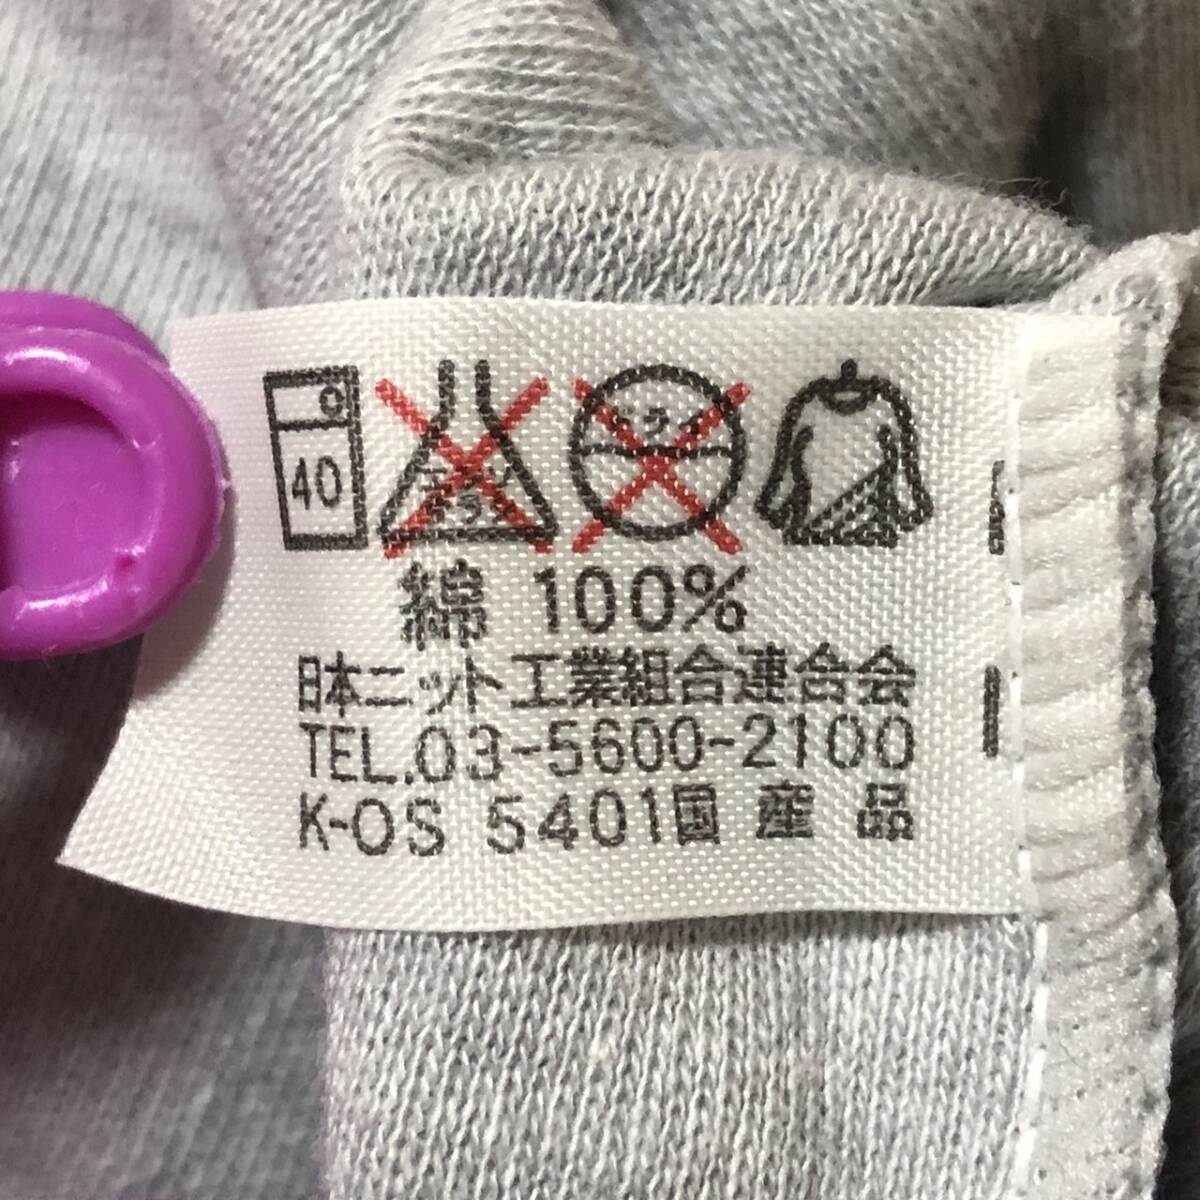 40
綿 100%
日本ニット工業組合連合会
TEL.03-5600-2100
K-OS 5401国産品